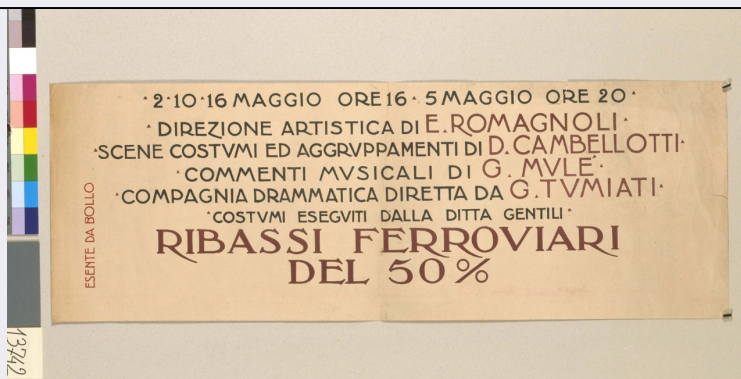 ·2·10·16 MAGGIO ORE 16· 5 MAGGIO ORE 20·
·DIREZIONE ARTISTICA DI E. ROMAGNOLI·
·SCENE COSTVMI ED AGGRVPPAMENTI DI D. CAMBELLOTTI·
·COMMENTI MVSICALI DI G. MVLÈ·
·COMPAGNIA DRAMMATICA DIRETTA DA G. TVMIATI·
·COSTVMI ESEGVITI DALLA DITTA GENTILI·
RIBASSI FERROVIARI
DEL 50%
ESENTE DA BOLLO
13742